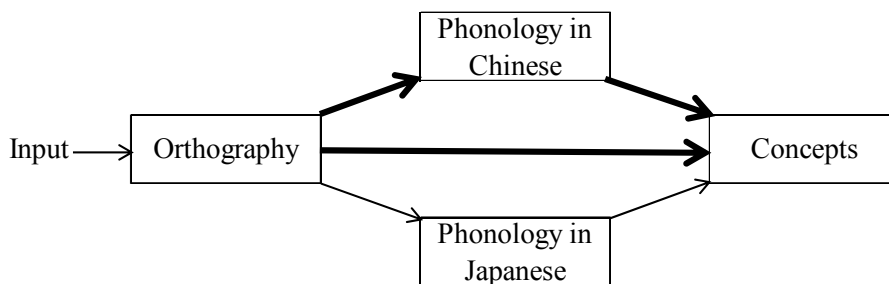 Phonology in
Chinese
Input
Orthography
Concepts
Phonology in
Japanese